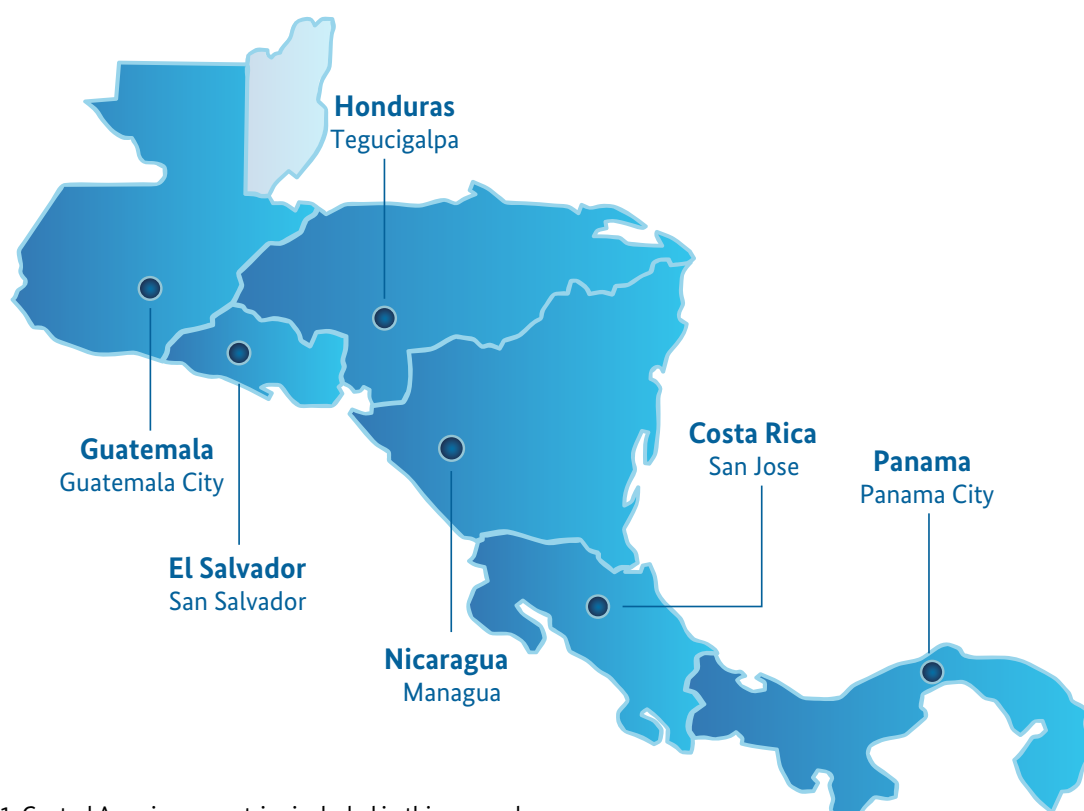 Honduras
Tegucigalpa
Guatemala
Guatemala City
El Salvador
San Salvador
Nicaragua
Managua
Costa Rica
San Jose
Panama
Panama City